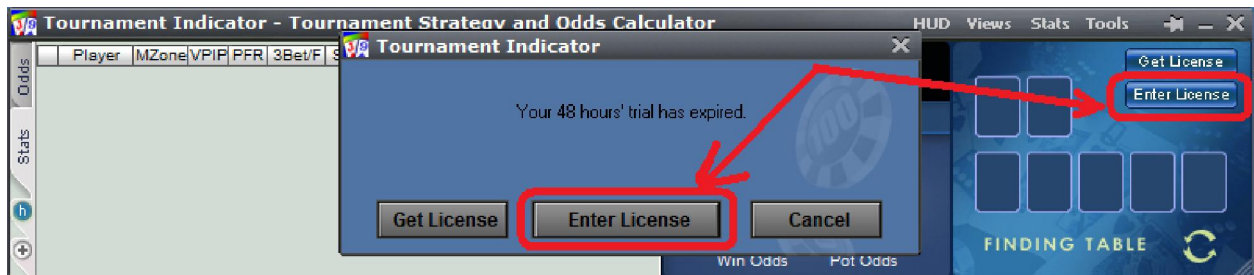 Tournament Indicator - Tournament Strategy and Odds Calculator
HUD Views Stats Tools
Player MZone VPIP PFR 3Bet/F S
Odds
Stats
h
Tournament Indicator
Your 48 hours' trial has expired.
100
Get License Enter License Cancel
Win Odds Pot Odds
Get License
Enter License
FINDING TABLE